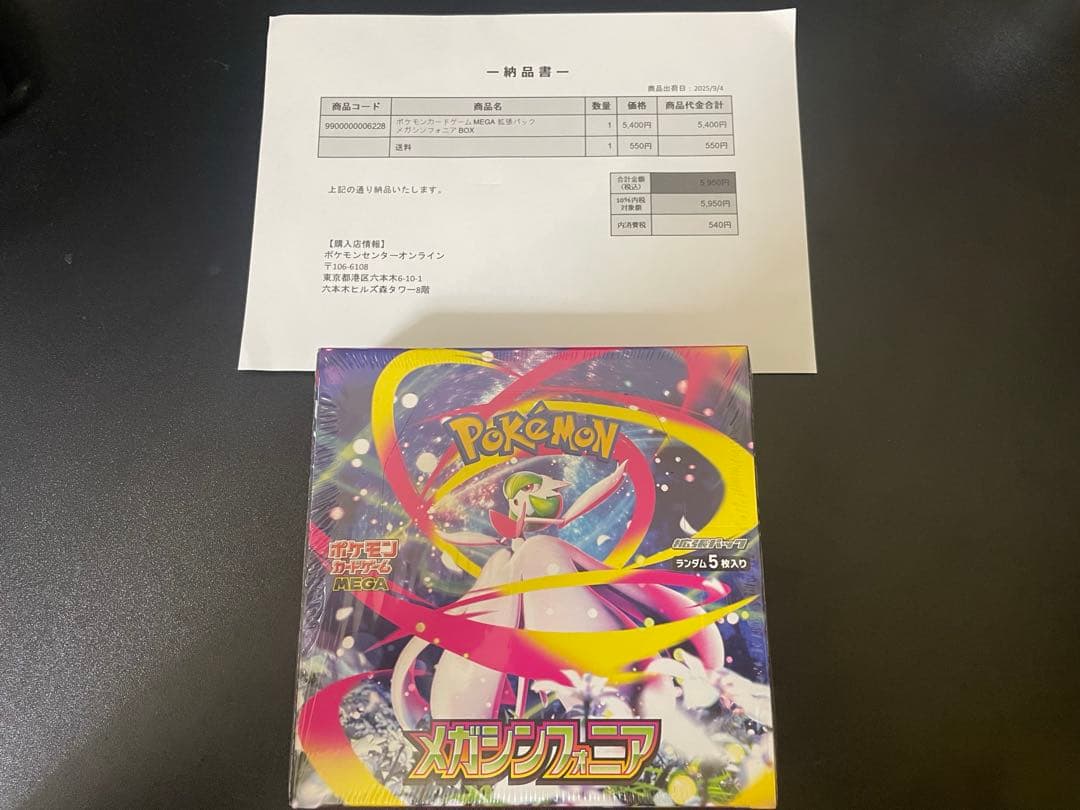 ー納品書ー
商品出荷日：2025/9/4
商品コード 商品名 数量 価格 商品代金合計
9900000006228 ポケモンカードゲーム MEGA 拡張パック
メガシンフォニア BOX 1 5,400円 5,400円
送料 1 550円 550円
上記の通り納品いたします。
合計金額
(税込) 5,950円
10%内税
対象額 5,950円
内消費税 540円
【購入店情報】
ポケモンセンターオンライン
〒106-6108
東京都港区六本木6-10-1
六本木ヒルズ森タワー8階
POKéMON
ポケモン
カードゲーム
MEGA
拡張パック
ランダム5枚入り
メガシンフォニア